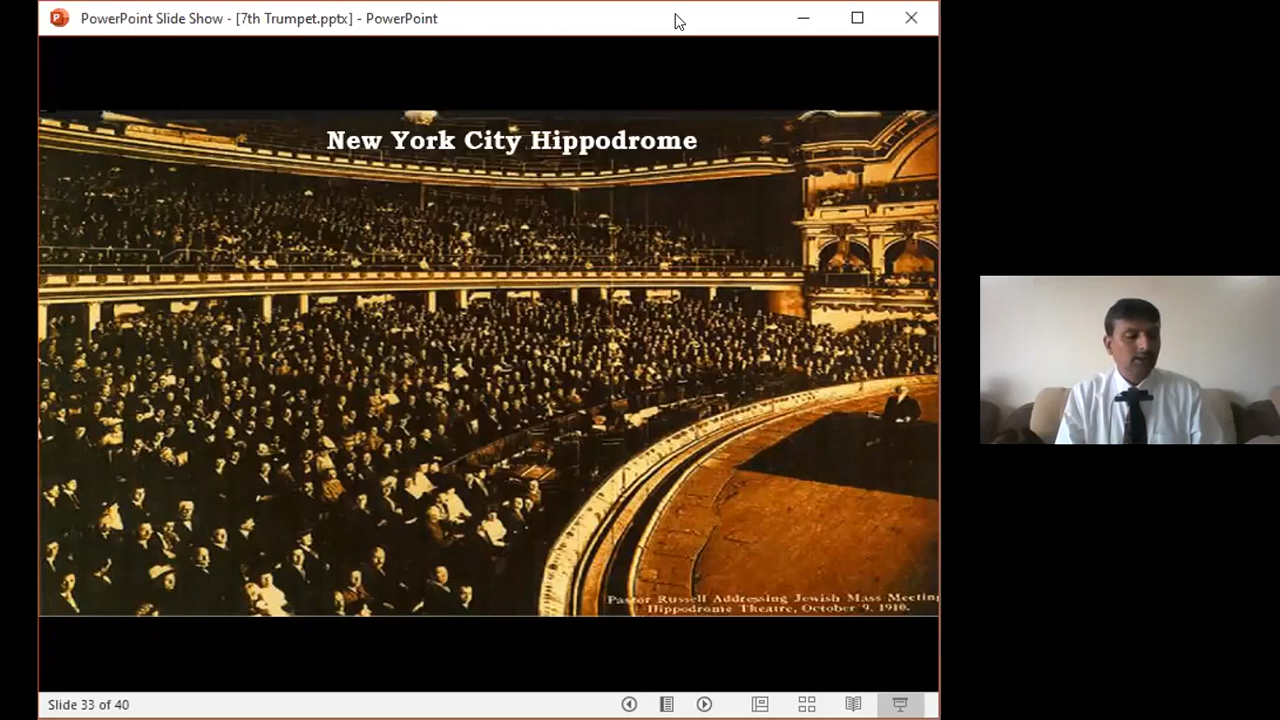 PowerPoint Slide Show - [7th Trumpet.pptx] - PowerPoint
New York City Hippodrome
Pastor Russell Addressing Jewish Mass Meeting
Hippodrome Theatre, October 9, 1910.
Slide 33 of 40